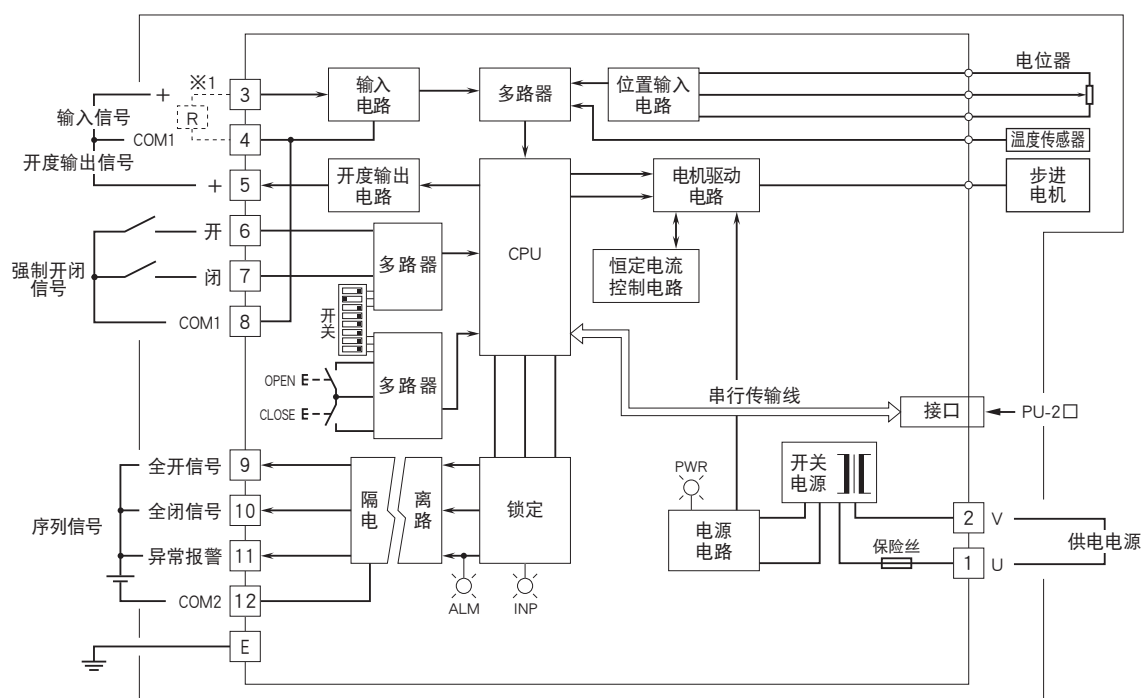 ※1
R
+
输入信号
COM1
开度输出信号
+
3
4
5
输入
电路
多路器
位置输入
电路
电位器
温度传感器
开度输出
电路
CPU
电机驱动
电路
步进
电机
恒定电流
控制电路
强制开闭
信号
开
闭
COM1
6
7
8
多路器
开
关
多路器
OPEN E
CLOSE E
串行传输线
接口
PU-2□
序列信号
全开信号
全闭信号
异常报警
COM2
9
10
11
12
E
隔
电
离
路
锁定
ALM
INP
PWR
电源
电路
开关
电源
保险丝
2
V
1
U
供电电源